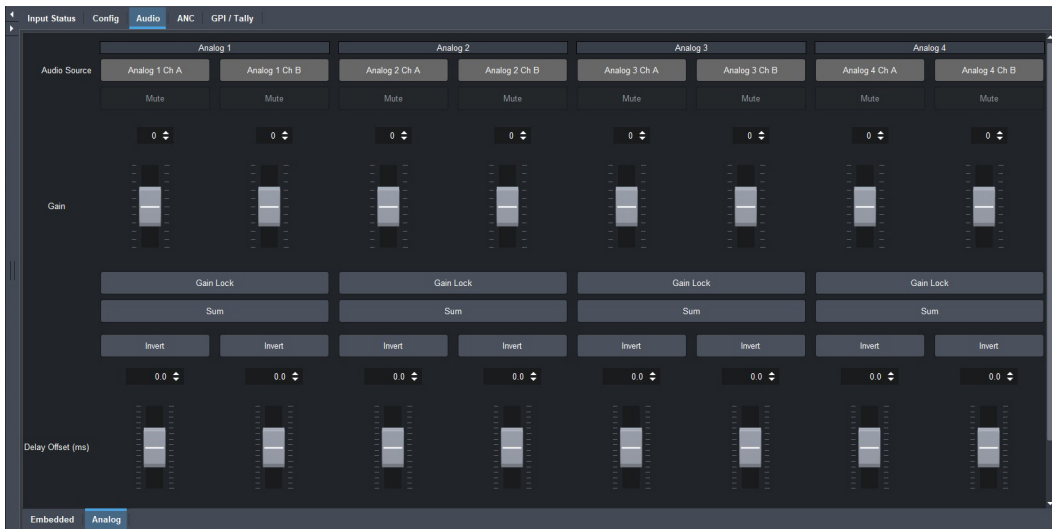 Input Status Config Audio ANC GPI / Tally
Analog 1 Analog 2 Analog 3 Analog 4
Audio Source Analog 1 Ch A Analog 1 Ch B Analog 2 Ch A Analog 2 Ch B Analog 3 Ch A Analog 3 Ch B Analog 4 Ch A Analog 4 Ch B
Mute Mute Mute Mute Mute Mute Mute Mute
0 0 0 0 0 0 0 0
Gain
Gain Lock Gain Lock Gain Lock Gain Lock
Sum Sum Sum Sum
Invert Invert Invert Invert Invert Invert Invert Invert
0.0 0.0 0.0 0.0 0.0 0.0 0.0 0.0
Delay Offset (ms)
Embedded Analog